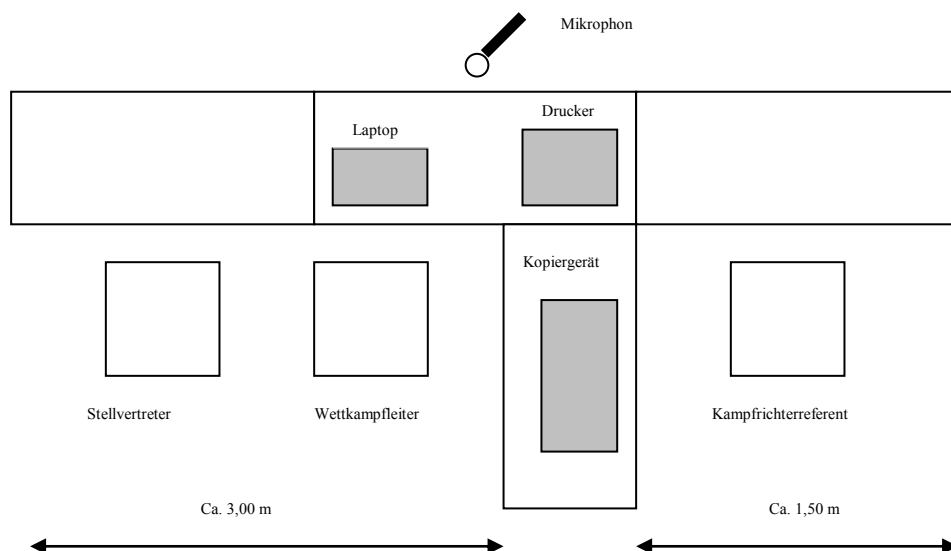 Mikrophon
Drucker
Laptop
Kopiergerät
Stellvertreter
Wettkampfleiter
Kampfrichterreferent
Ca. 3,00 m
Ca. 1,50 m